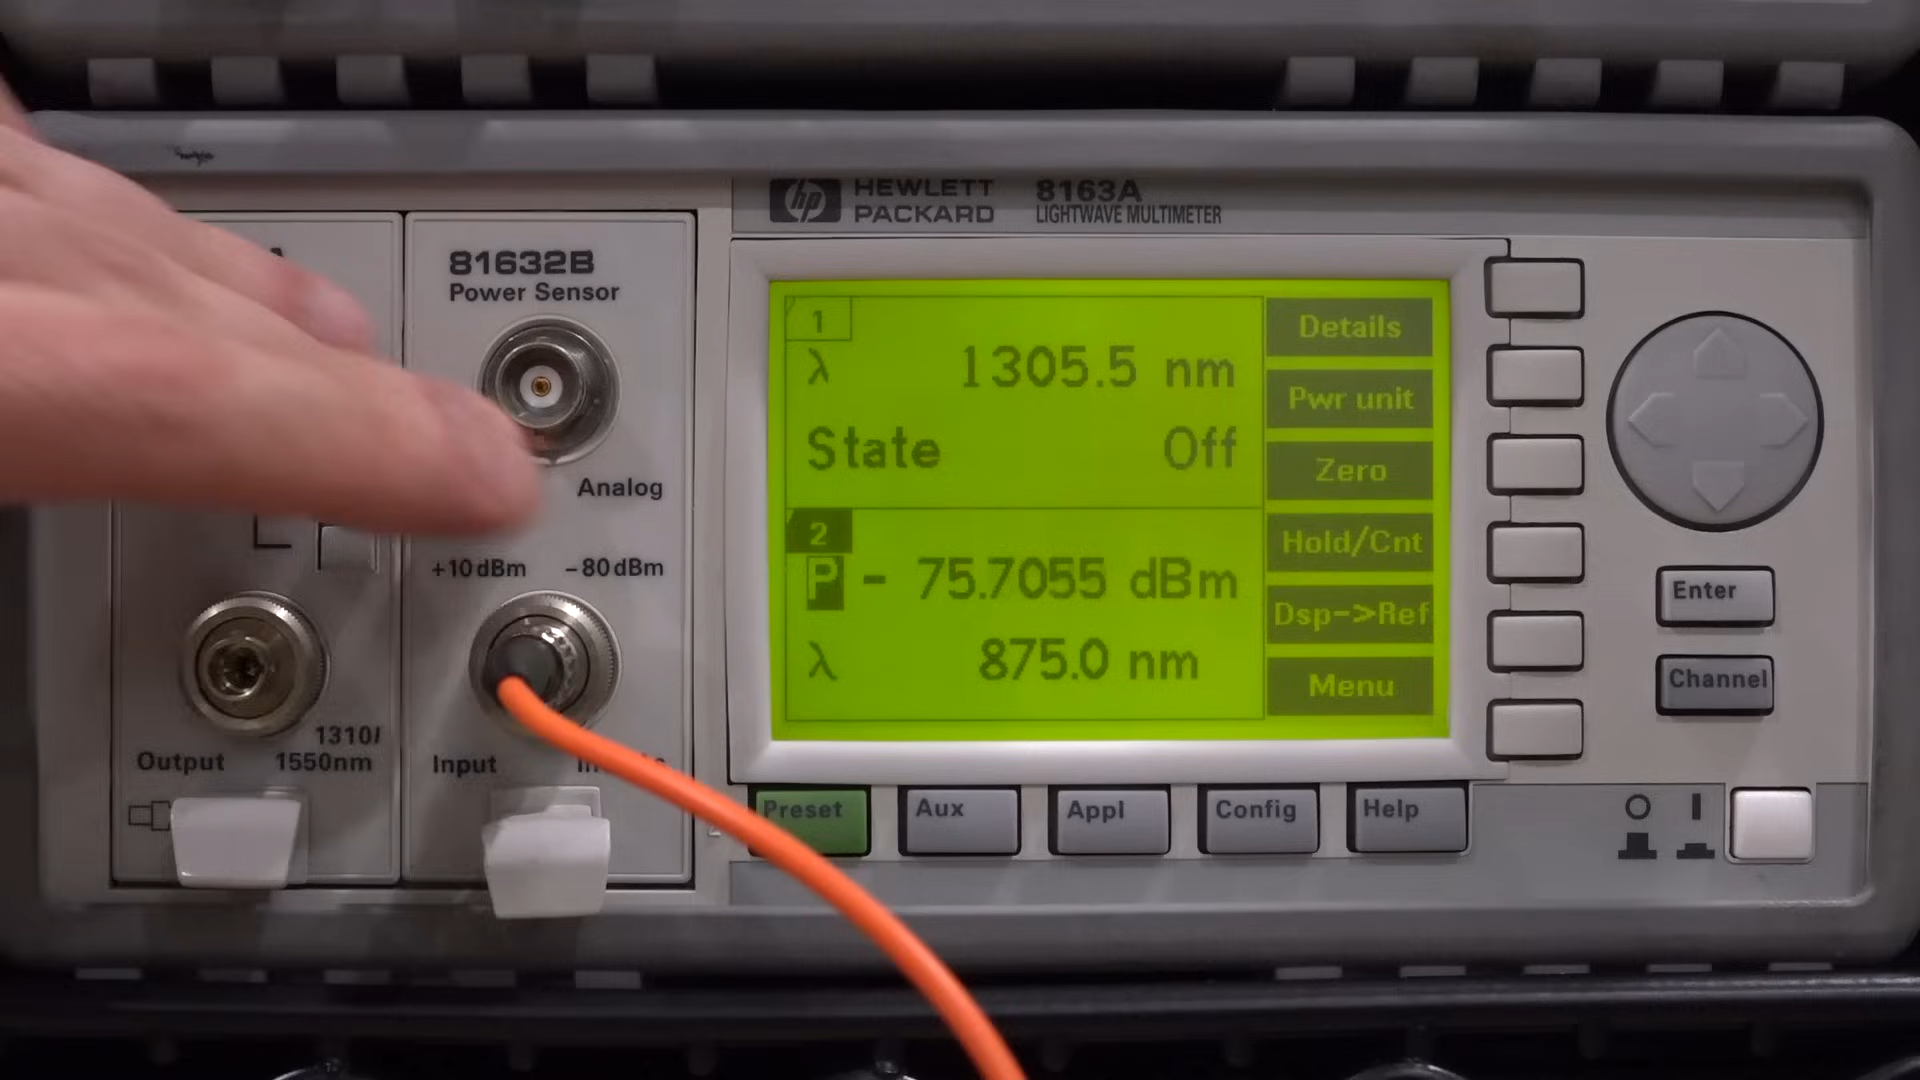 hp HEWLETT PACKARD
8163A
LIGHTWAVE MULTIMETER
81632B
Power Sensor
Analog
+10dBm -80dBm
Input
1310/
1550nm
Output
1
λ 1305.5 nm
State Off
2
P - 75.7055 dBm
λ 875.0 nm
Details
Pwr unit
Zero
Hold/Cnt
Dsp->Ref
Menu
Enter
Channel
Preset
Aux
Appl
Config
Help